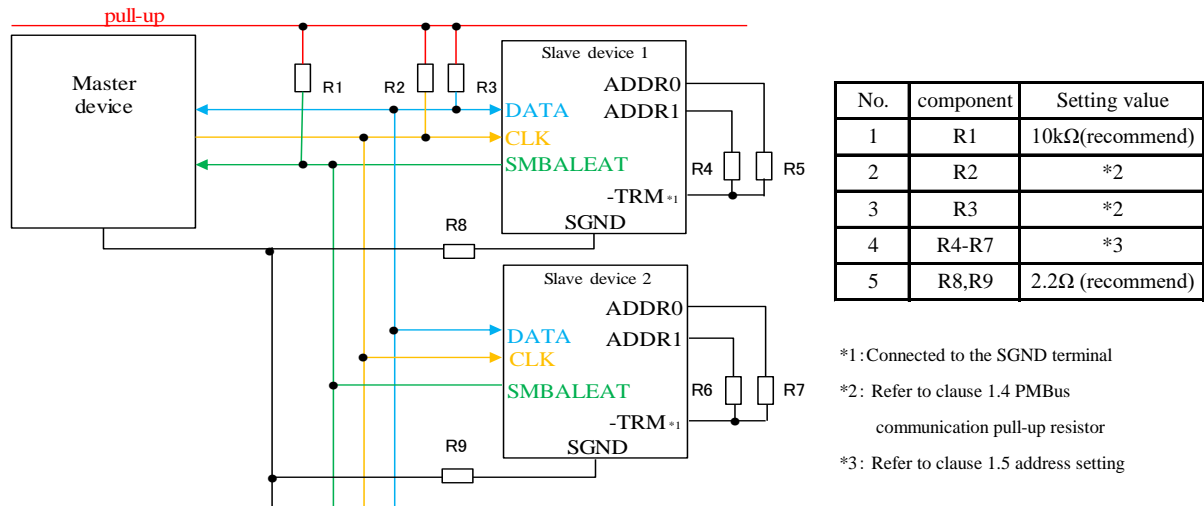 pull-up
Master
device
R1
R2
R3
Slave device 1
ADDR0
ADDR1
DATA
CLK
SMBALEAT
R4
R5
-TRM *1
SGND
R8
Slave device 2
ADDR0
ADDR1
DATA
CLK
SMBALEAT
R6
R7
-TRM *1
SGND
R9
No. component Setting value
1 R1 10kΩ(recommend)
2 R2 *2
3 R3 *2
4 R4-R7 *3
5 R8,R9 2.2Ω (recommend)
*1:Connected to the SGND terminal
*2: Refer to clause 1.4 PMBus
communication pull-up resistor
*3: Refer to clause 1.5 address setting